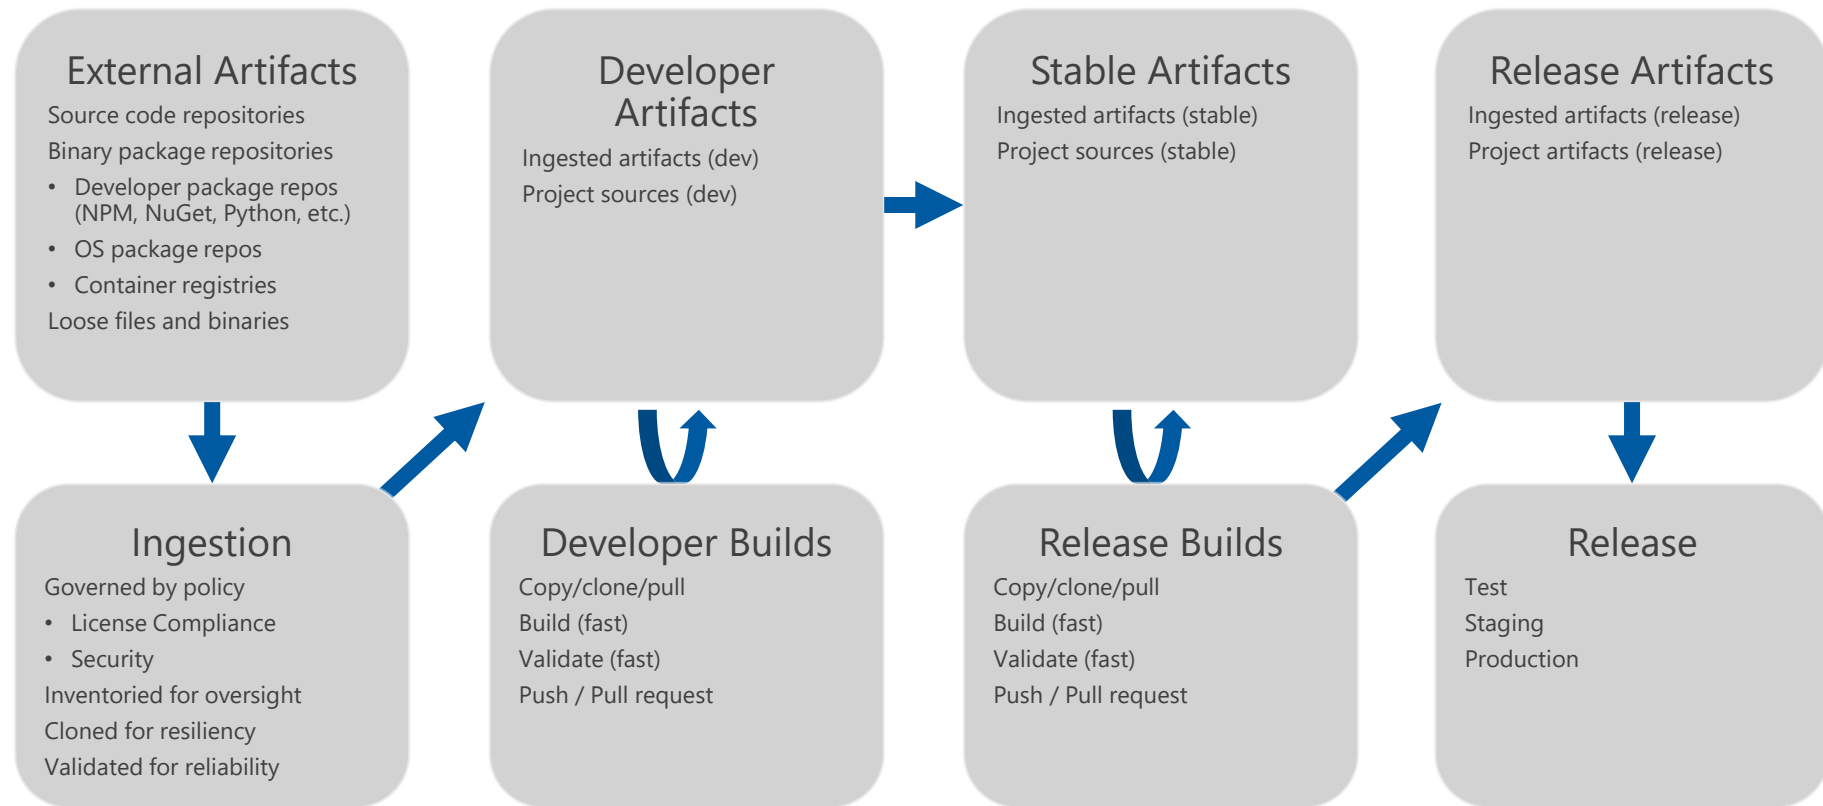 External Artifacts
Source code repositories
Binary package repositories
• Developer package repos
(NPM, NuGet, Python, etc.)
• OS package repos
• Container registries
Loose files and binaries
Developer
Artifacts
Ingested artifacts (dev)
Project sources (dev)
Stable Artifacts
Ingested artifacts (stable)
Project sources (stable)
Release Artifacts
Ingested artifacts (release)
Project artifacts (release)
Ingestion
Governed by policy
• License Compliance
• Security
Inventoried for oversight
Cloned for resiliency
Validated for reliability
Developer Builds
Copy/clone/pull
Build (fast)
Validate (fast)
Push / Pull request
Release Builds
Copy/clone/pull
Build (fast)
Validate (fast)
Push / Pull request
Release
Test
Staging
Production